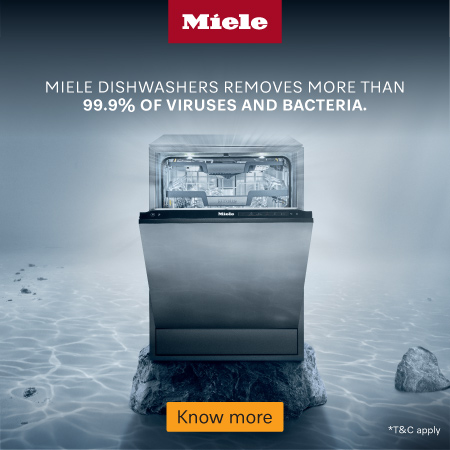 Miele
MIELE DISHWASHERS REMOVES MORE THAN
99.9% OF VIRUSES AND BACTERIA.
Miele
Know more
*T&C apply